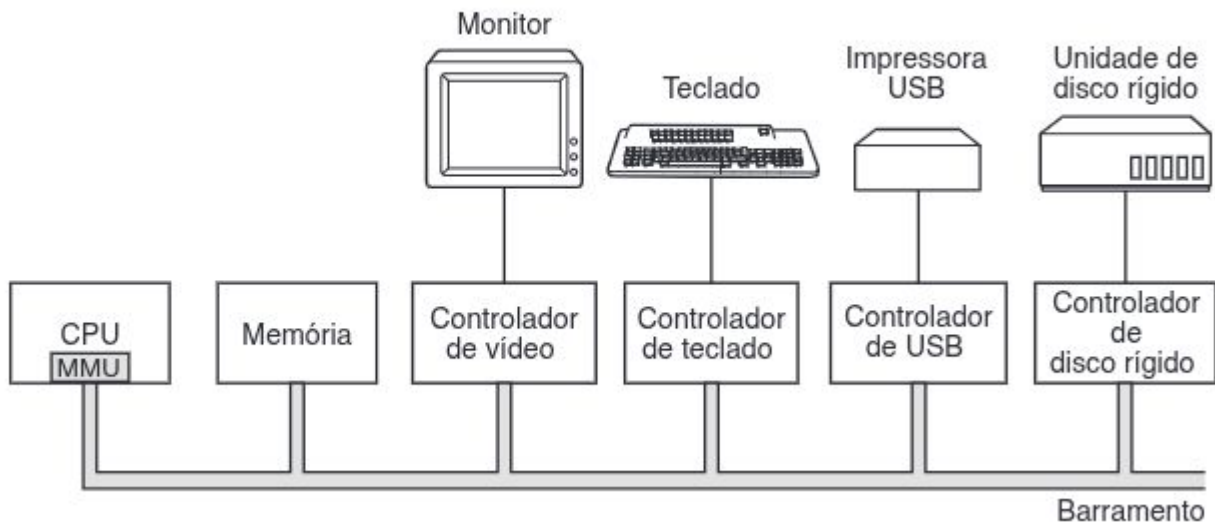 Monitor
Teclado
Impressora
USB
Unidade de
disco rígido
CPU
MMU
Memória
Controlador
de vídeo
Controlador
de teclado
Controlador
de USB
Controlador
de
disco rígido
Barramento